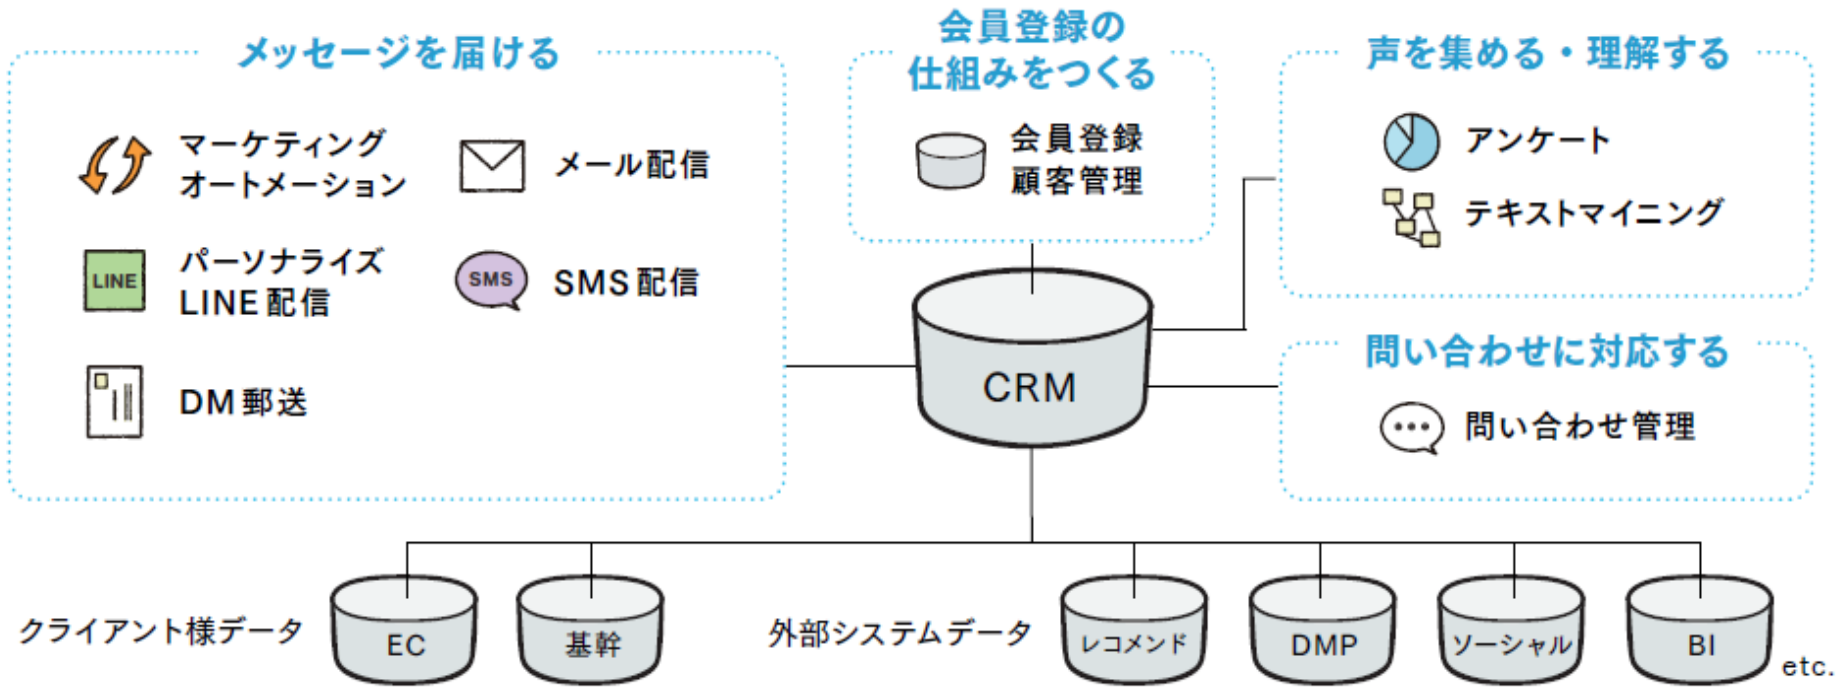 メッセージを届ける
マーケティング
オートメーション
メール配信
LINE
パーソナライズ
LINE配信
SMS
SMS配信
DM郵送
会員登録の
仕組みをつくる
会員登録
顧客管理
声を集める・理解する
アンケート
テキストマイニング
CRM
問い合わせに対応する
問い合わせ管理
クライアント様データ
EC
基幹
外部システムデータ
レコメンド
DMP
ソーシャル
BI
etc.